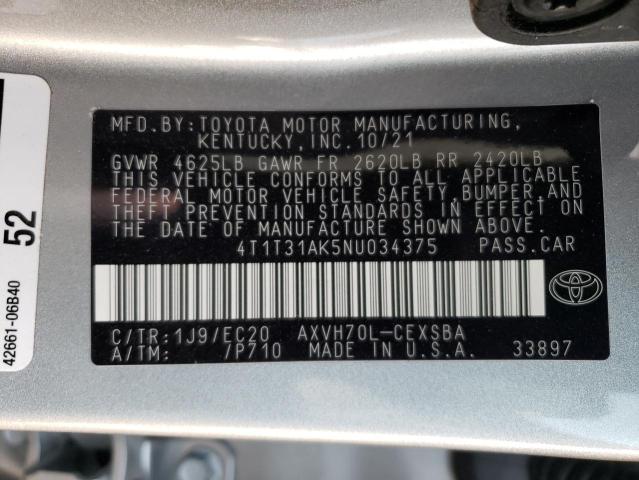 MFD.BY:TOYOTA MOTOR MANUFACTURING,
KENTUCKY,INC.10/21
GVWR 4625LB GAWR FR 2620LB RR 2420LB
THIS VEHICLE CONFORMS TO ALL APPLICABLE
FEDERAL MOTOR VEHICLE SAFETY,BUMPER,AND
THEFT PREVENTION STANDARDS IN EFFECT ON
THE DATE OF MANUFACTURE SHOWN ABOVE.
4T1T31AK5NU034375 PASS.CAR
C/TR:1J9/EC20 AXVH70L-CEXSBA
A/TM: /P710 MADE IN U.S.A. 33897
52
42661-06B40